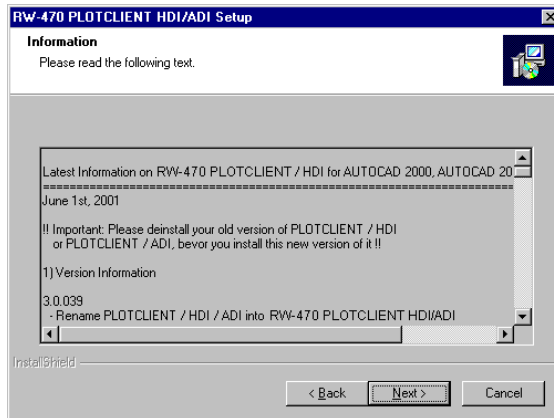 RW-470 PLOTCLIENT HDI/ADI Setup
Information
Please read the following text.
Latest Information on RW-470 PLOTCLIENT / HDI for AUTOCAD 2000, AUTOCAD 20
==============================================================
June 1st, 2001
!! Important: Please deinstall your old version of PLOTCLIENT / HDI
or PLOTCLIENT / ADI, bevor you install this new version of it !!
1) Version Information
3.0.039
- Rename PLOTCLIENT / HDI / ADI into RW-470 PLOTCLIENT HDI/ADI
InstallShield
< Back
Next >
Cancel